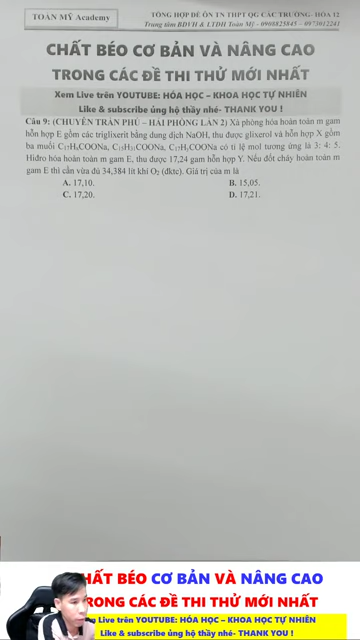 TOÁN MỸ Academy
TỔNG HỢP ĐỀ ÔN TN THPT QG CÁC TRƯỜNG- HÓA 12
Trung tâm BDVH & LTĐH Toán Mỹ - 0908825845 – 0973012241
CHẤT BÉO CƠ BẢN VÀ NÂNG CAO
TRONG CÁC ĐỀ THI THỬ MỚI NHẤT
Xem Live trên YOUTUBE: HÓA HỌC – KHOA HỌC TỰ NHIÊN
Like & subscribe ủng hộ thầy nhé- THANK YOU !
Câu 9: (CHUYÊN TRẦN PHÚ – HẢI PHÒNG LẦN 2) Xà phòng hóa hoàn toàn m gam
hỗn hợp E gồm các triglixerit bằng dung dịch NaOH, thu được glixerol và hỗn hợp X gồm
ba muối C₁₇HₓCOONa, C₁₅H₃₁COONa, C₁₇HᵧCOONa có tỉ lệ mol tương ứng là 3: 4: 5.
Hiđro hóa hoàn toàn m gam E, thu được 17,24 gam hỗn hợp Y. Nếu đốt cháy hoàn toàn m
gam E thì cần vừa đủ 34,384 lít khí O₂ (đktc). Giá trị của m là
A. 17,10. B. 15,05.
C. 17,20. D. 17,21.
CHẤT BÉO CƠ BẢN VÀ NÂNG CAO
RONG CÁC ĐỀ THI THỬ MỚI NHẤT
Live trên YOUTUBE: HÓA HỌC – KHOA HỌC TỰ NHIÊN
Like & subscribe ủng hộ thầy nhé- THANK YOU !